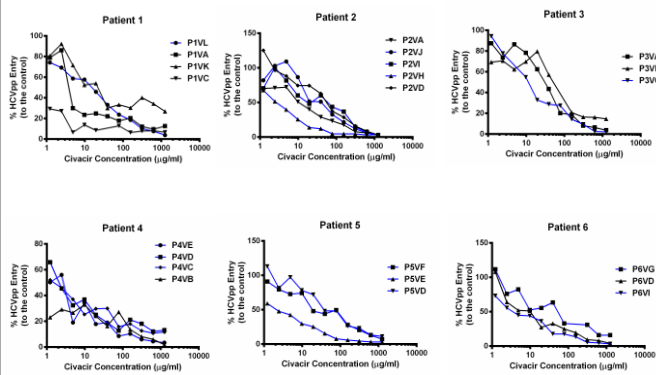 Patient 1
% HCVpp Entry
(to the control)
100
80
60
40
20
0
1
10
100
1000
10000
Civacir Concentration (μg/ml)
P1VL
P1VA
P1VK
P1VC
Patient 2
% HCVpp Entry
(to the control)
150
100
50
0
1
10
100
1000
10000
Civacir Concentration (μg/ml)
P2VA
P2VJ
P2VI
P2VH
P2VD
Patient 3
% HCVpp Entry
(to the control)
100
80
60
40
20
0
1
10
100
1000
10000
Civacir Concentration (μg/ml)
Patient 4
% HCVpp Entry
(to the control)
80
60
40
20
0
1
10
100
1000
10000
Civacir Concentration (μg/ml)
P4VE
P4VD
P4VC
P4VB
Patient 5
% HCVpp Entry
(to the control)
150
100
50
0
1
10
100
1000
10000
Civacir Concentration (μg/ml)
P5VF
P5VE
P5VD
Patient 6
% HCVpp Entry
(to the control)
150
100
50
0
1
10
100
1000
10000
Civacir Concentration (μg/ml)
P6VG
P6VD
P6VI